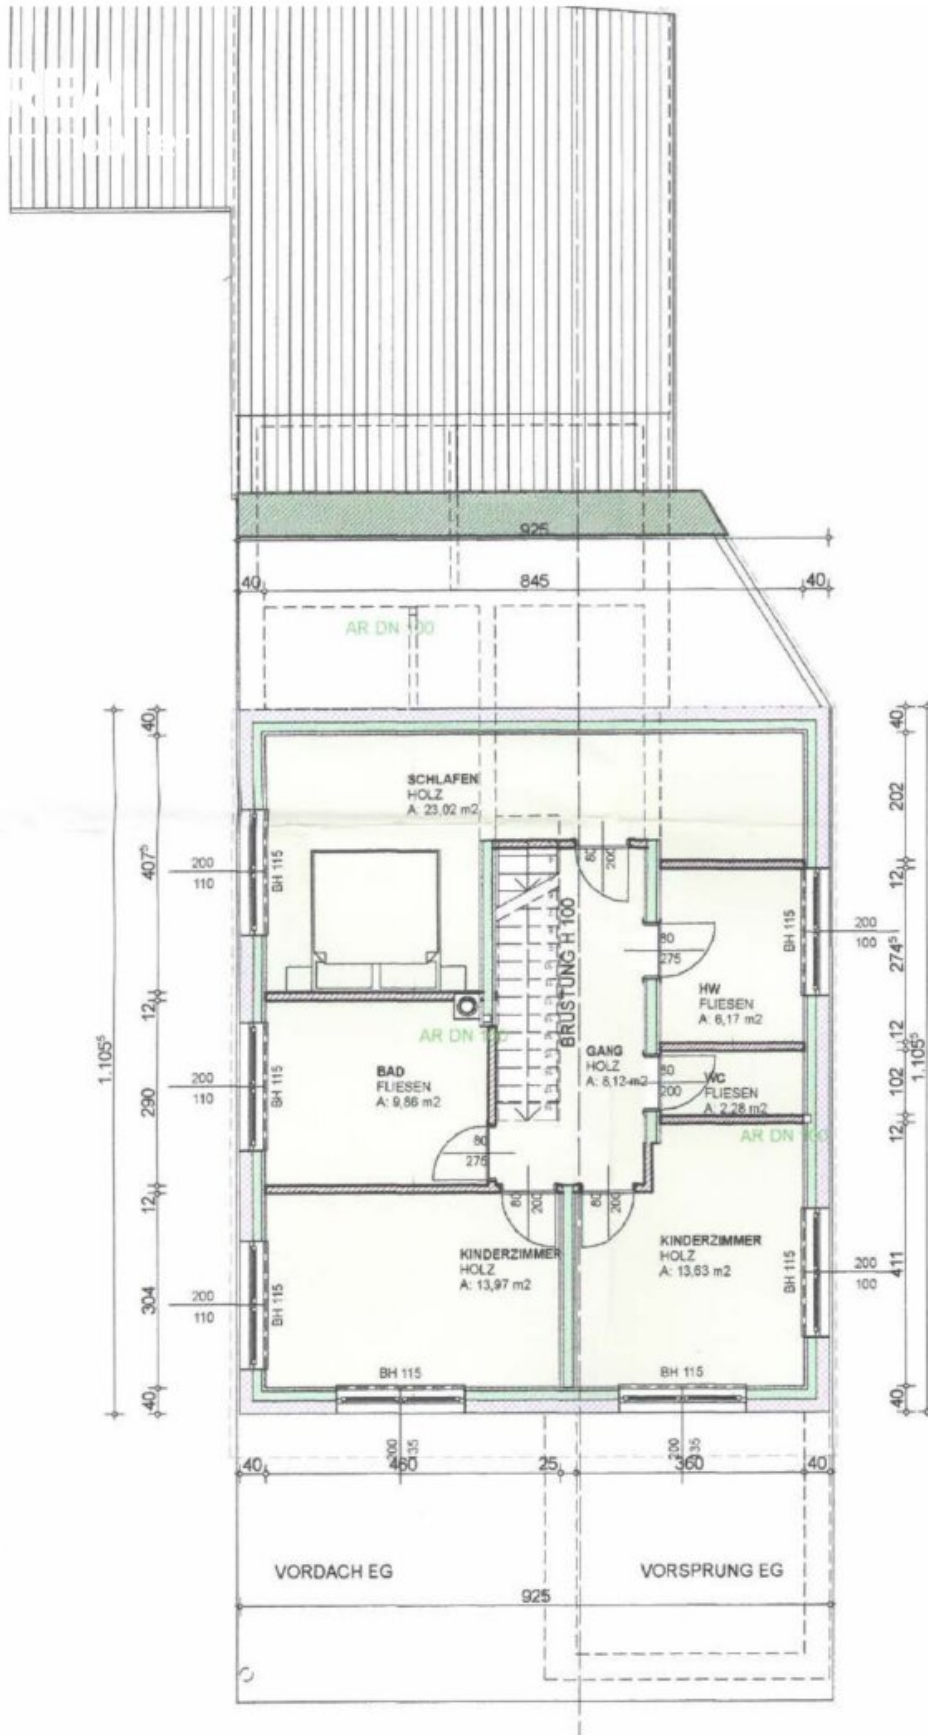 REAL
Immobilien
925
40 845 40
AR DN 100
40
407⁵
12
290
12
304
40
1.105⁵
40
202
12
274⁵
12
102
12
411
40
1.105⁵
SCHLAFEN
HOLZ
A: 23,02 m2
200
110
BH 115
80
200
BRÜSTUNG H 100
80
275
BH 115
200
100
HW
FLIESEN
A: 6,17 m2
AR DN 100
GANG
HOLZ
A: 8,12 m2
BAD
FLIESEN
A: 9,86 m2
200
110
BH 115
80
200
WC
FLIESEN
A: 2,28 m2
AR DN 100
80
275
80
200
80
200
KINDERZIMMER
HOLZ
A: 13,97 m2
KINDERZIMMER
HOLZ
A: 13,63 m2
200
110
BH 115
BH 115
200
100
BH 115
BH 115
200
135
200
135
40 460 25 360 40
VORDACH EG
VORSPRUNG EG
925